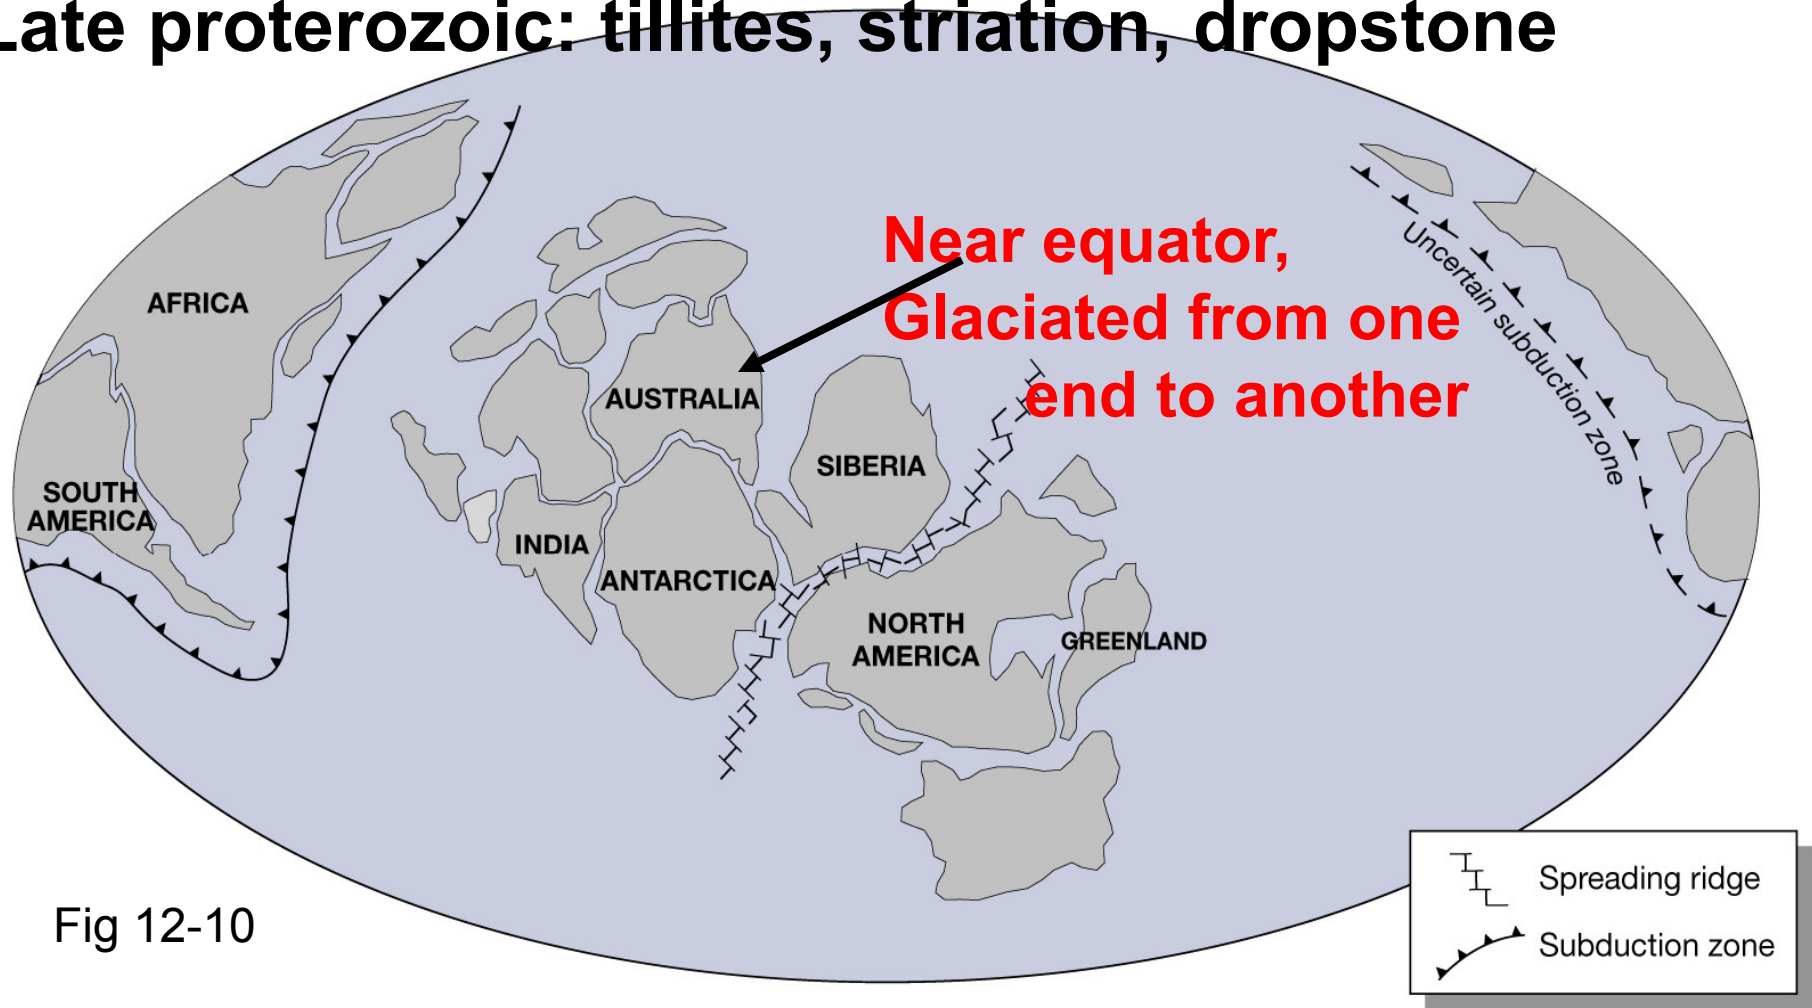 Late proterozoic: tillites, striation, dropstone
Near equator,
Glaciated from one
end to another
Uncertain subduction zone
AFRICA
AUSTRALIA
SIBERIA
SOUTH
AMERICA
INDIA
ANTARCTICA
NORTH
AMERICA
GREENLAND
Fig 12-10
Spreading ridge
Subduction zone